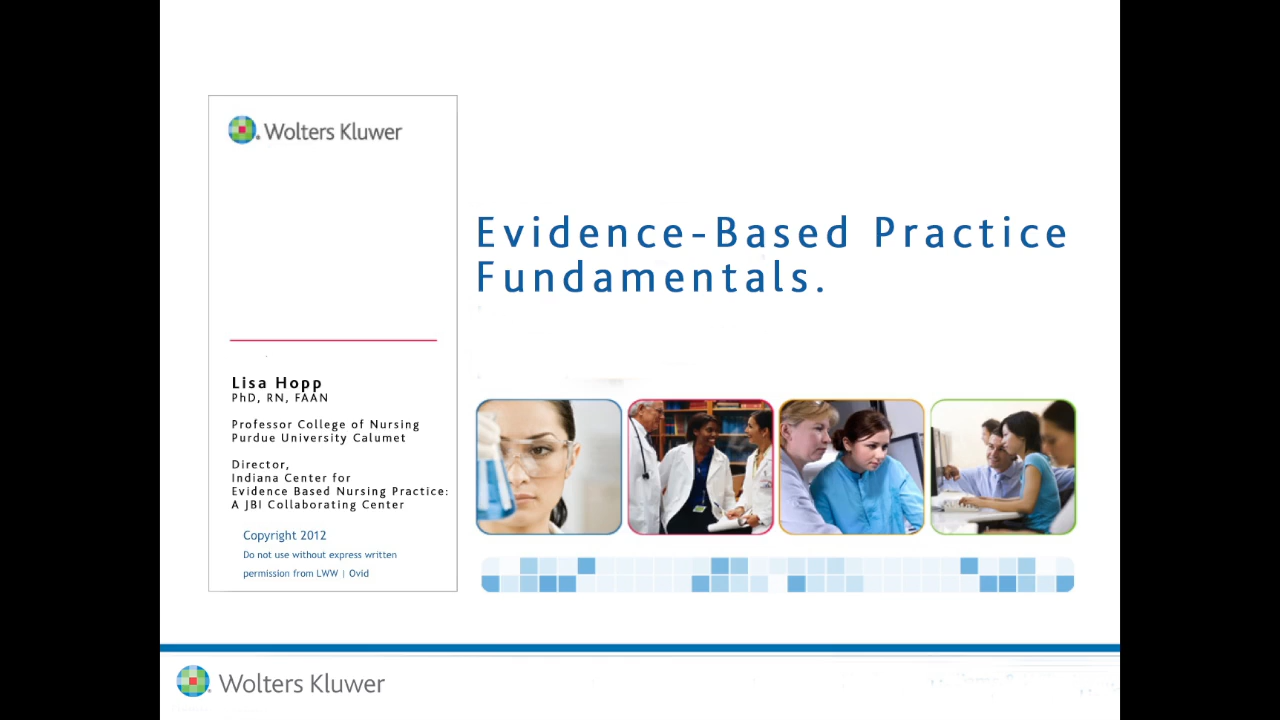 Wolters Kluwer
Evidence-Based Practice
Fundamentals.
Lisa Hopp
PhD, RN, FAAN
Professor College of Nursing
Purdue University Calumet
Director,
Indiana Center for
Evidence Based Nursing Practice:
A JBI Collaborating Center
Copyright 2012
Do not use without express written
permission from LWW | Ovid
Wolters Kluwer